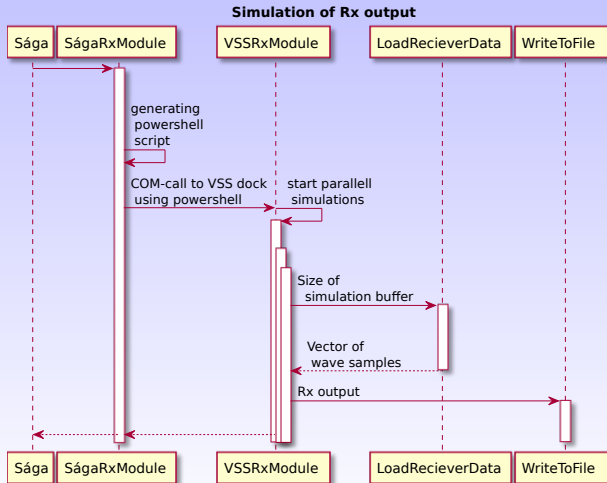 Simulation of Rx output
Sága SágaRxModule VSSRxModule LoadRecieverData WriteToFile
generating
powershell
script
COM-call to VSS dock
using powershell
start parallell
simulations
Size of
simulation buffer
Vector of
wave samples
Rx output
Sága SágaRxModule VSSRxModule LoadRecieverData WriteToFile